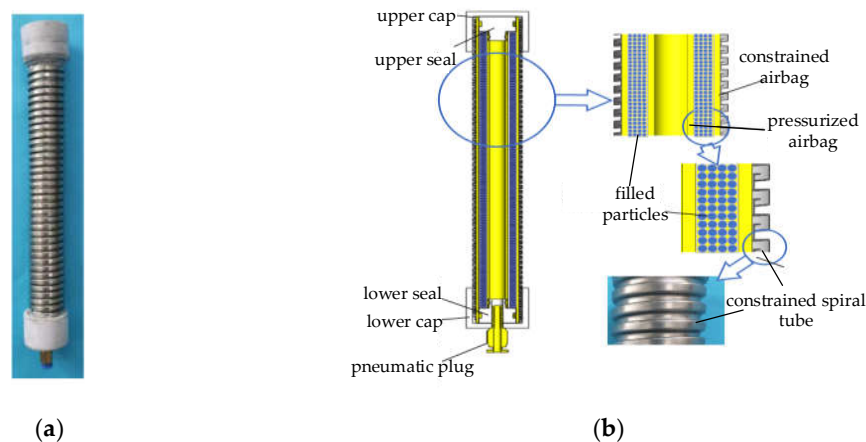 upper cap
upper seal
constrained
airbag
pressurized
airbag
filled
particles
lower seal
lower cap
constrained spiral
tube
pneumatic plug
(a)
(b)